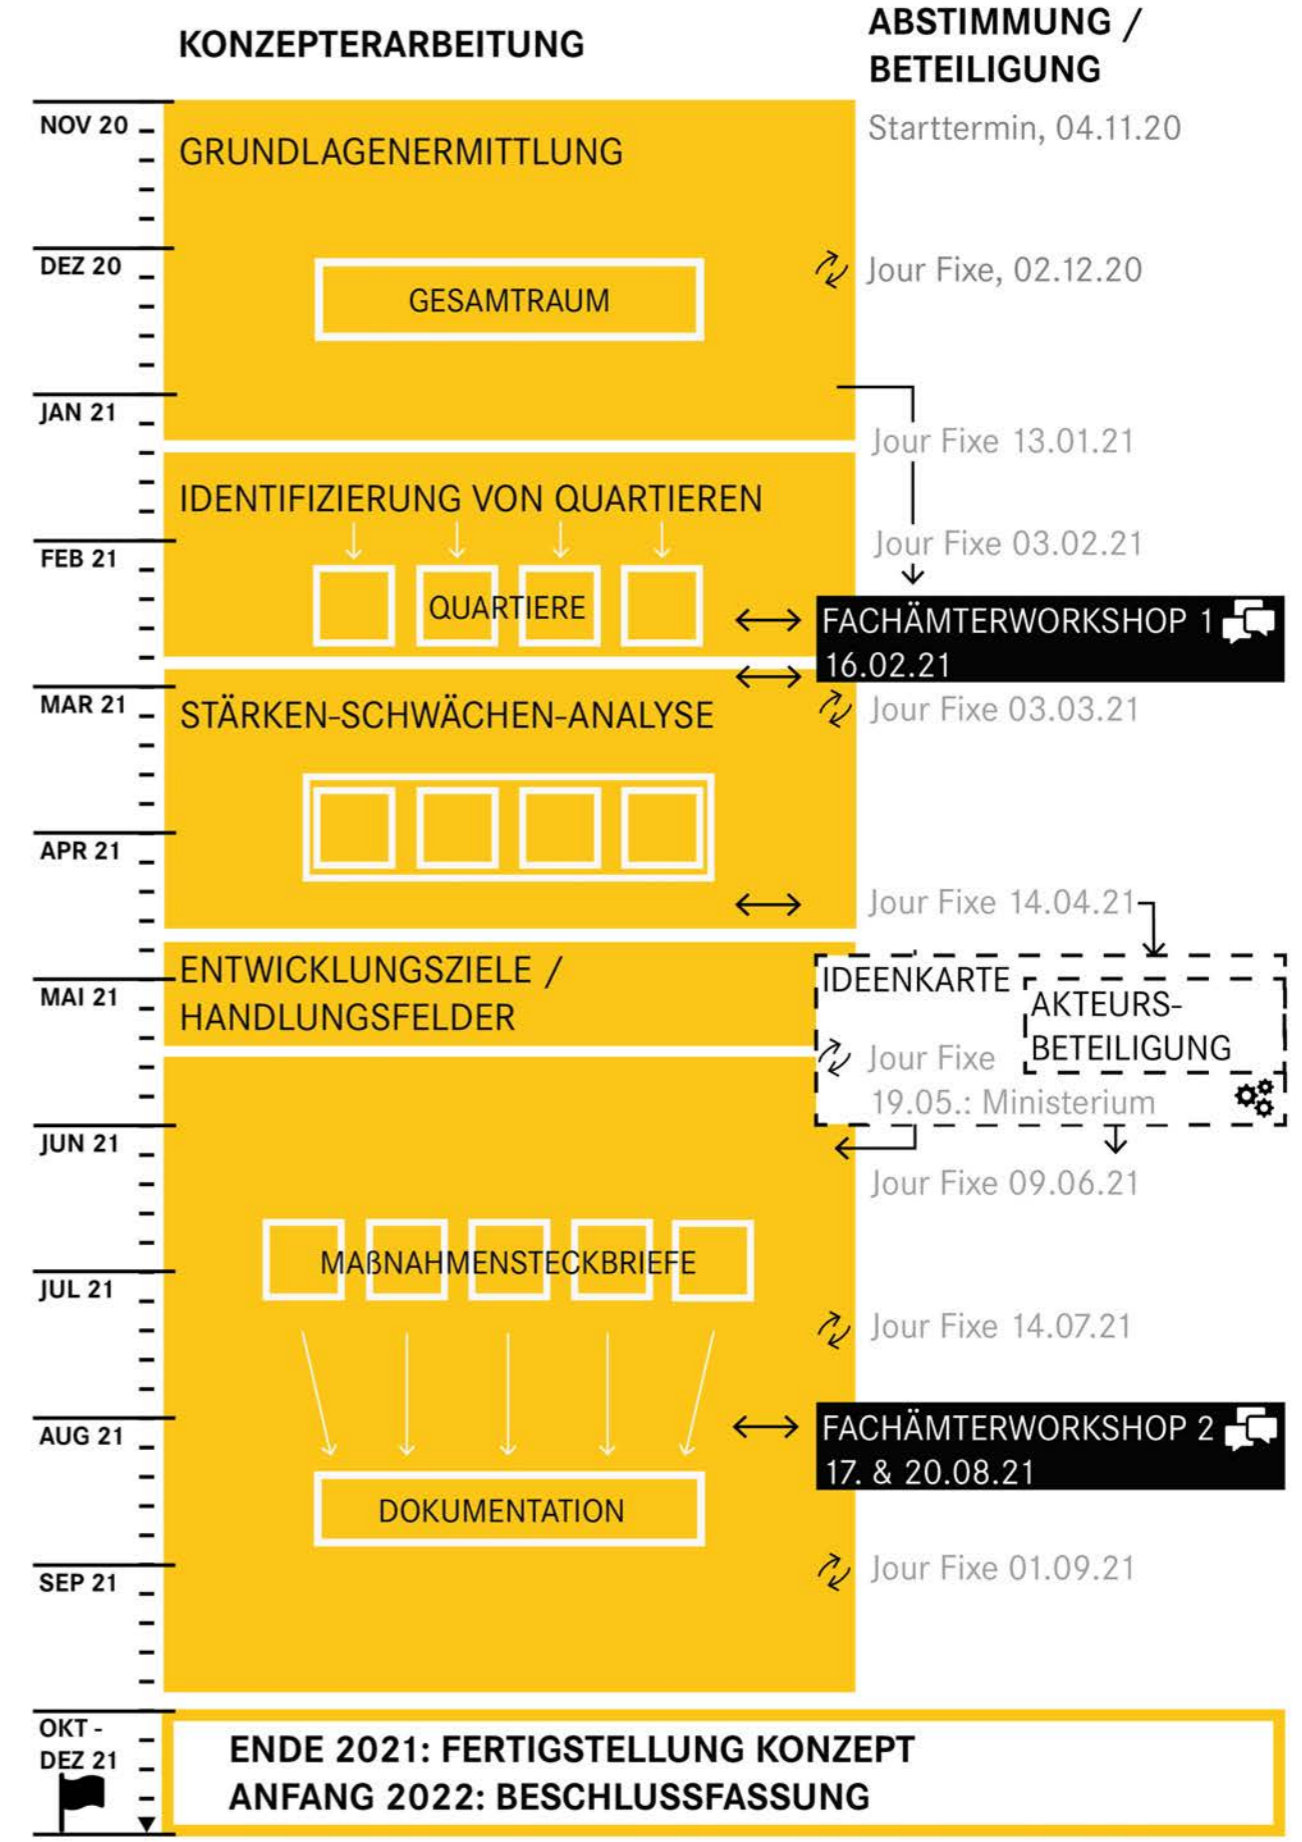 KONZEPTERARBEITUNG
ABSTIMMUNG /
BETEILIGUNG
NOV 20
GRUNDLAGENERMITTLUNG
Starttermin, 04.11.20
DEZ 20
GESAMTRAUM
Jour Fixe, 02.12.20
JAN 21
Jour Fixe 13.01.21
IDENTIFIZIERUNG VON QUARTIEREN
Jour Fixe 03.02.21
FEB 21
QUARTIERE
FACHÄMTERWORKSHOP 1
16.02.21
MAR 21
STÄRKEN-SCHWÄCHEN-ANALYSE
Jour Fixe 03.03.21
APR 21
Jour Fixe 14.04.21
ENTWICKLUNGSZIELE /
HANDLUNGSFELDER
MAI 21
IDEENKARTE
AKTEURS-
BETEILIGUNG
Jour Fixe
19.05.: Ministerium
JUN 21
Jour Fixe 09.06.21
MAßNAHMENSTECKBRIEFE
JUL 21
Jour Fixe 14.07.21
AUG 21
FACHÄMTERWORKSHOP 2
17. & 20.08.21
DOKUMENTATION
SEP 21
Jour Fixe 01.09.21
OKT -
DEZ 21
ENDE 2021: FERTIGSTELLUNG KONZEPT
ANFANG 2022: BESCHLUSSFASSUNG